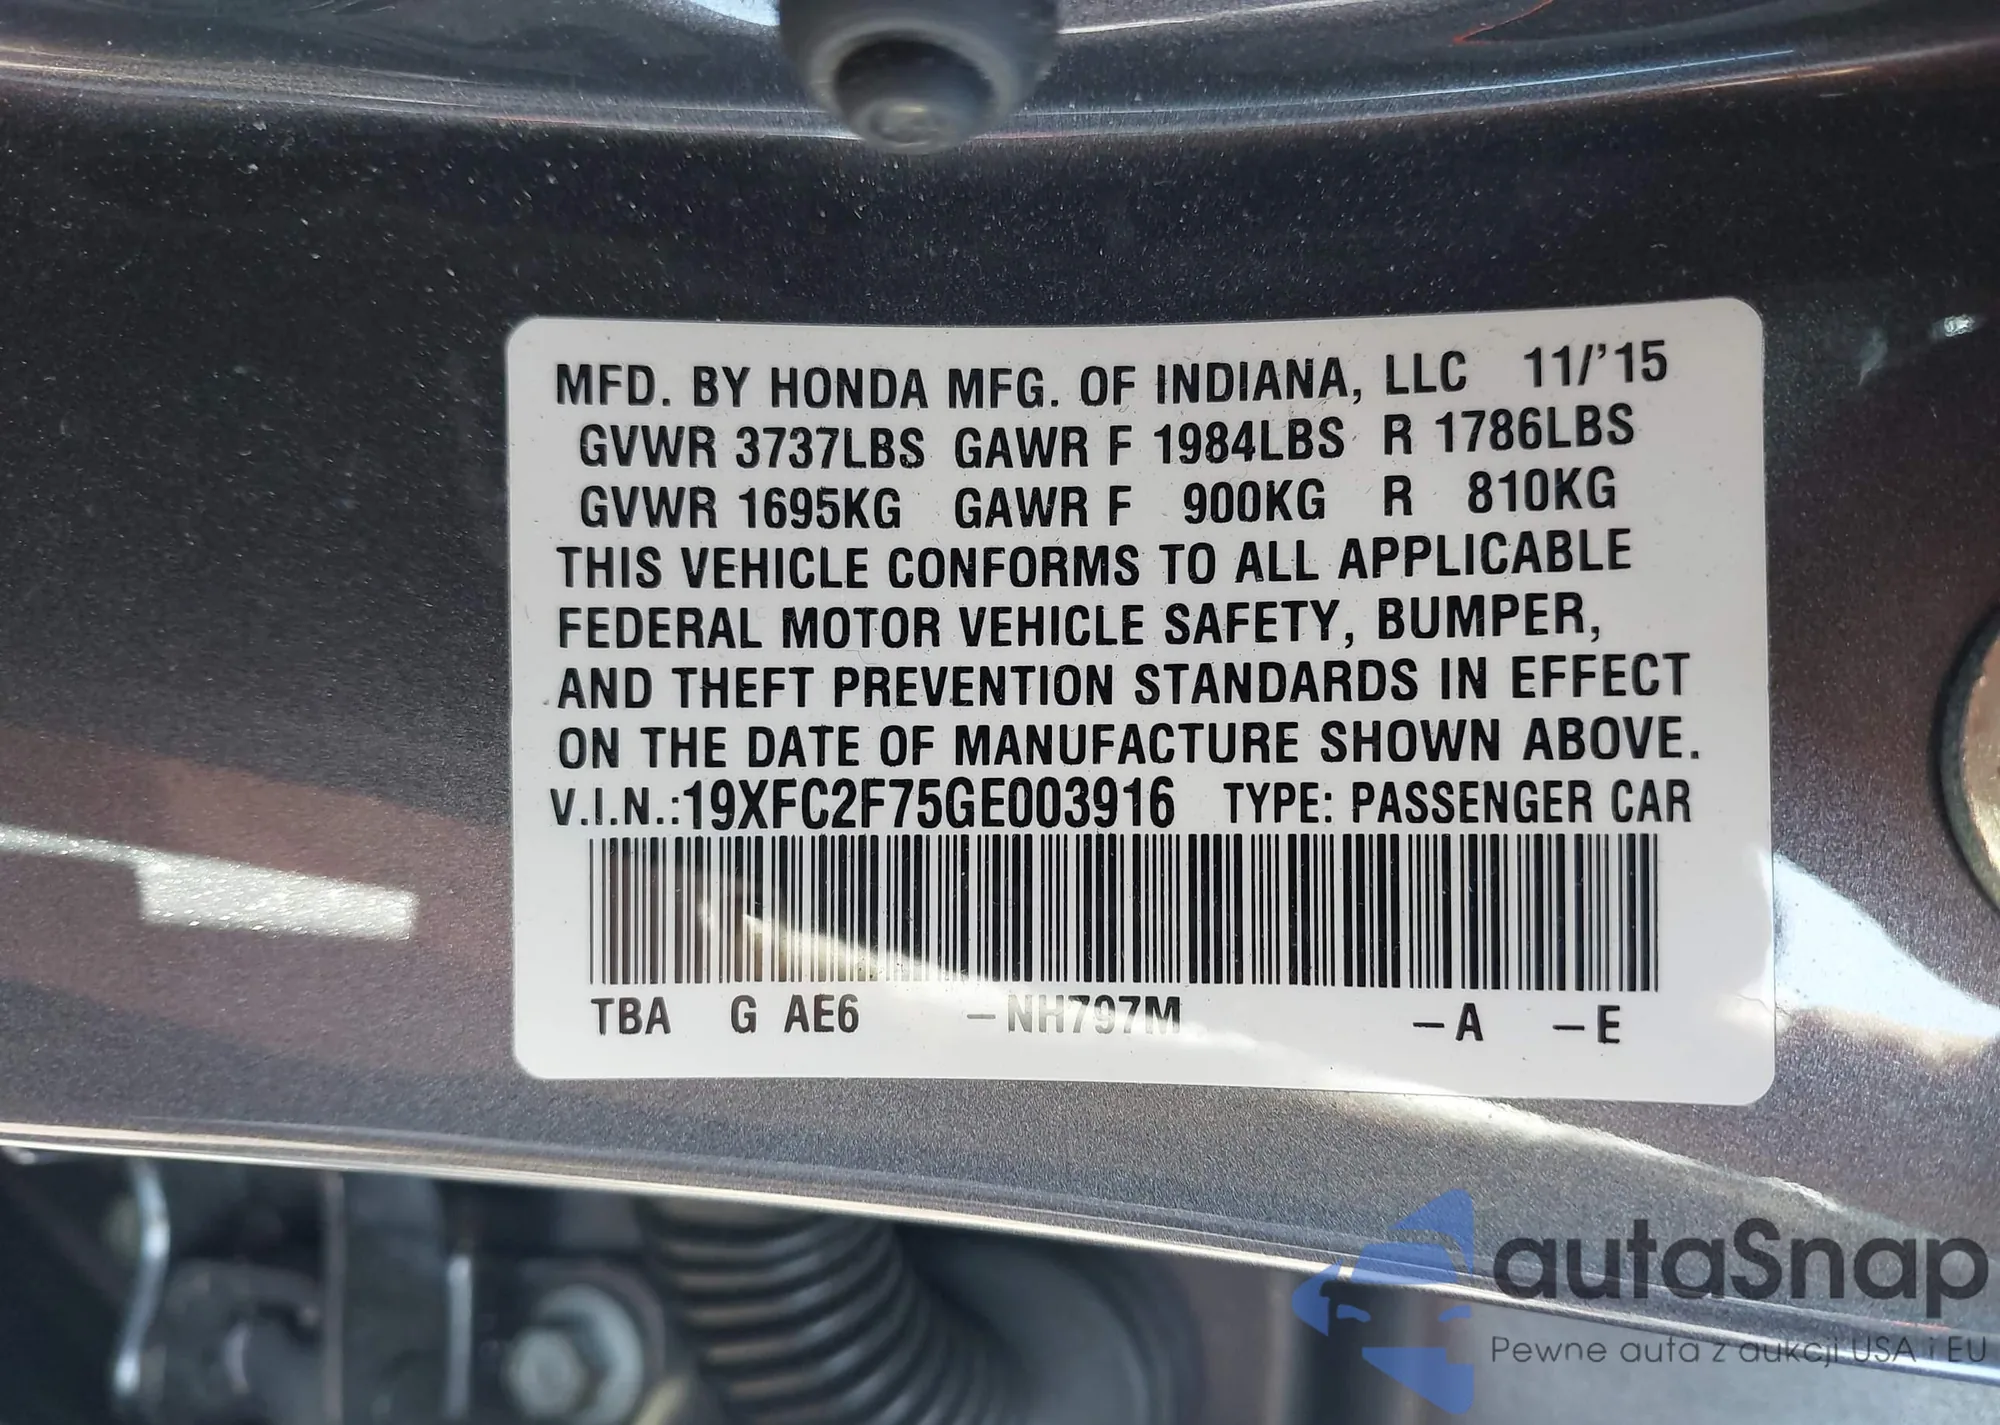 MFD. BY HONDA MFG. OF INDIANA, LLC 11/'15
GVWR 3737LBS GAWR F 1984LBS R 1786LBS
GVWR 1695KG GAWR F 900KG R 810KG
THIS VEHICLE CONFORMS TO ALL APPLICABLE
FEDERAL MOTOR VEHICLE SAFETY, BUMPER,
AND THEFT PREVENTION STANDARDS IN EFFECT
ON THE DATE OF MANUFACTURE SHOWN ABOVE.
V.I.N.:19XFC2F75GE003916 TYPE: PASSENGER CAR
TBA G AE6 –NH797M –A –E
autaSnap
Pewne auta z aukcji USA i EU